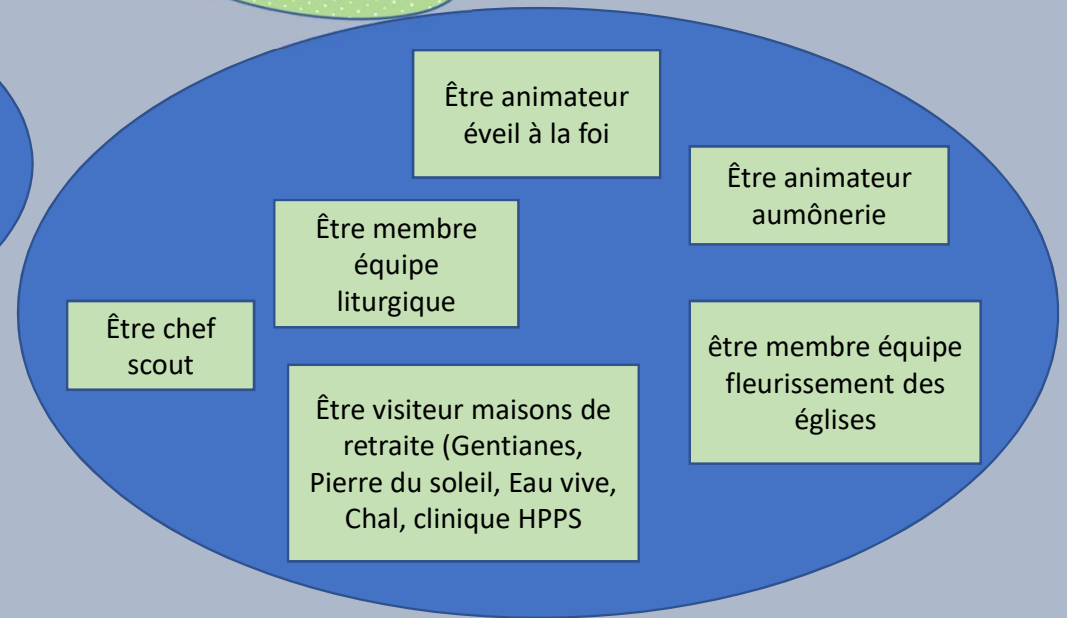 Être animateur
éveil à la foi
Être animateur
aumônerie
Être membre
équipe
liturgique
Être chef
scout
être membre équipe
fleurissement des
églises
Être visiteur maisons de
retraite (Gentianes,
Pierre du soleil, Eau vive,
Chal, clinique HPPS